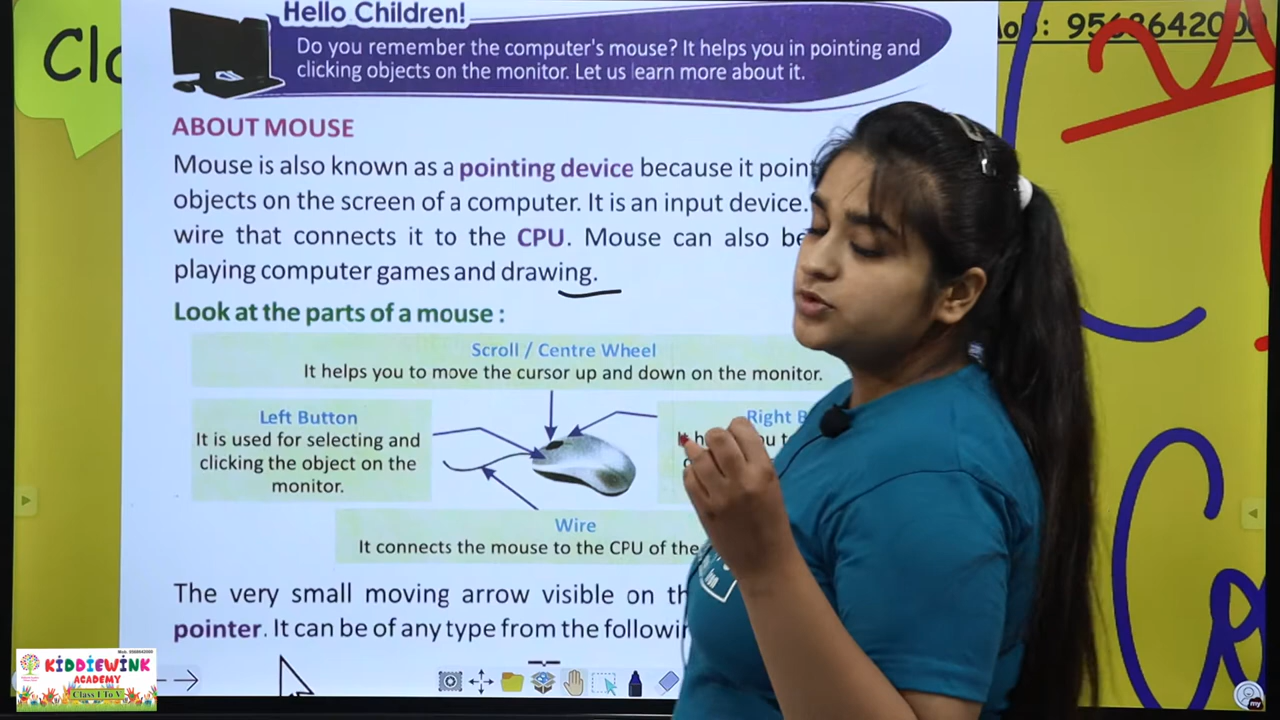 Hello Children!
Do you remember the computer's mouse? It helps you in pointing and
clicking objects on the monitor. Let us learn more about it.
ABOUT MOUSE
Mouse is also known as a pointing device because it point
objects on the screen of a computer. It is an input device.
wire that connects it to the CPU. Mouse can also be
playing computer games and drawing.
Look at the parts of a mouse :
Scroll / Centre Wheel
It helps you to move the cursor up and down on the monitor.
Left Button
It is used for selecting and
clicking the object on the
monitor.
Right B
Wire
It connects the mouse to the CPU of the
The very small moving arrow visible on th
pointer. It can be of any type from the followin
KIDDIEWINK
ACADEMY
Class I To V